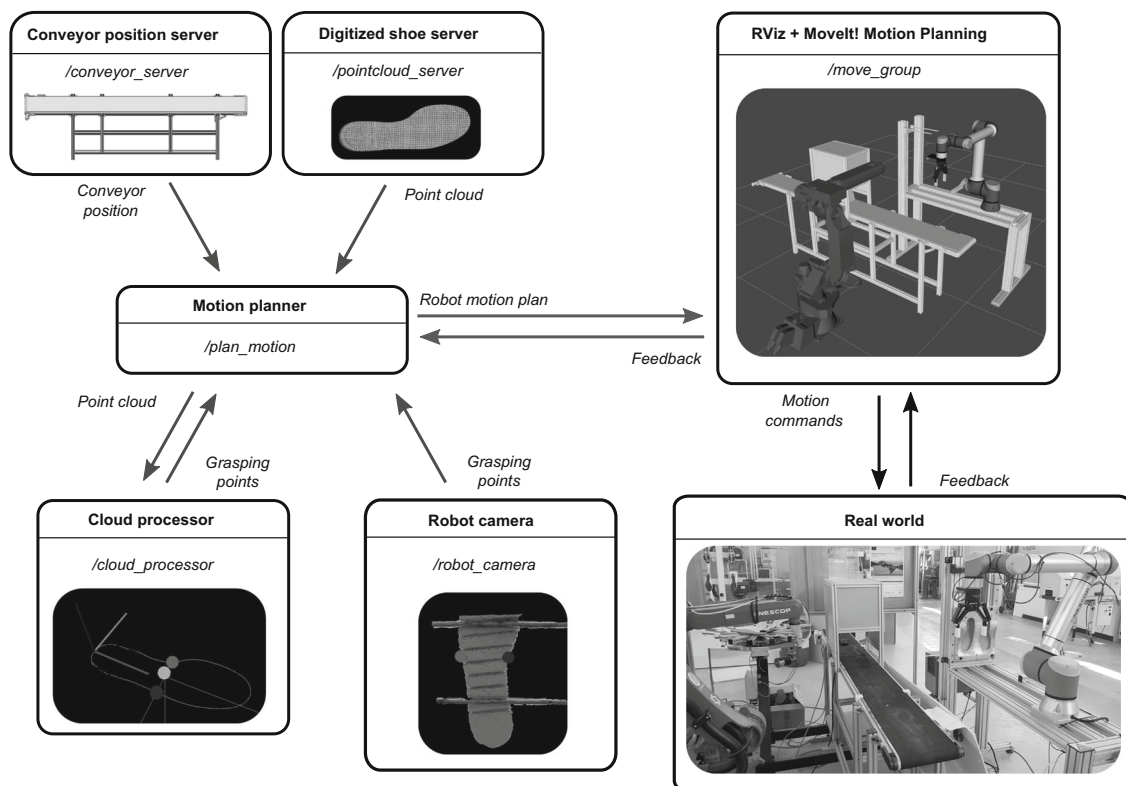 Conveyor position server
/conveyor_server
Digitized shoe server
/pointcloud_server
RViz + MoveIt! Motion Planning
/move_group
Conveyor
position
Point cloud
Motion planner
/plan_motion
Robot motion plan
Feedback
Point cloud
Grasping
points
Grasping
points
Motion
commands
Feedback
Cloud processor
/cloud_processor
Robot camera
/robot_camera
Real world
NESCOP